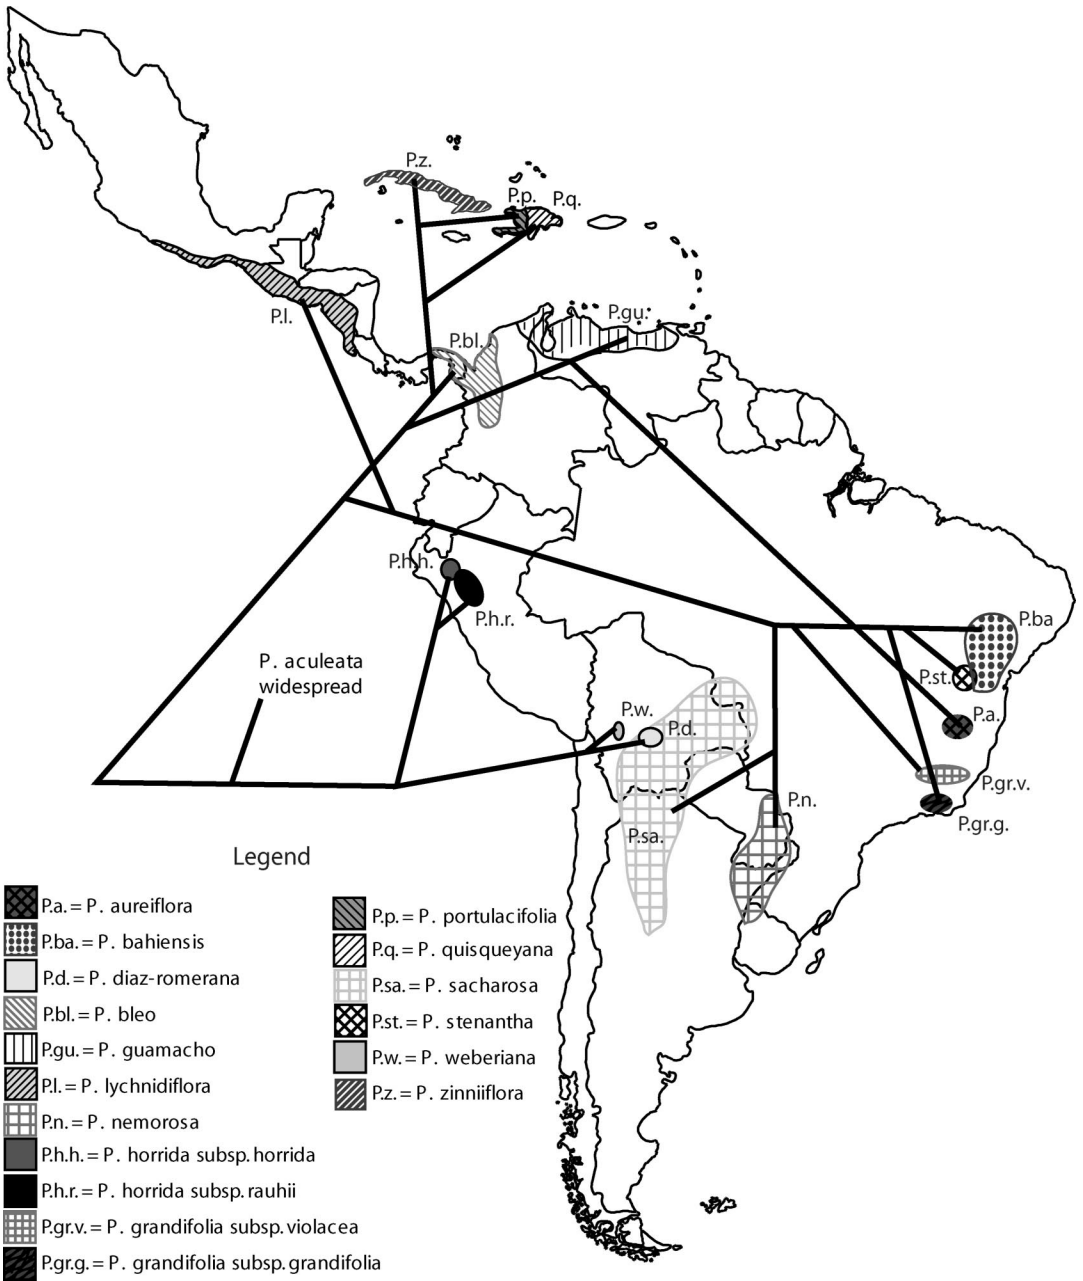 P.z.
P.p.
P.q.
P.l.
P.gu.
P.bl.
P.h.h.
P.h.r.
P.ba
P. aculeata
widespread
P.st.
P.w.
P.d.
P.a.
P.gr.v.
P.n.
P.sa.
P.gr.g.
Legend
P.a. = P. aureiflora
P.ba. = P. bahiensis
P.d. = P. diaz-romerana
P.bl. = P. bleo
P.gu. = P. guamacho
P.l. = P. lychnidiflora
P.n. = P. nemorosa
P.h.h. = P. horrida subsp. horrida
P.h.r. = P. horrida subsp. rauhii
P.gr.v. = P. grandifolia subsp. violacea
P.gr.g. = P. grandifolia subsp. grandifolia
P.p. = P. portulacifolia
P.q. = P. quisqueyana
P.sa. = P. sacharosa
P.st. = P. stenantha
P.w. = P. weberiana
P.z. = P. zinniiflora